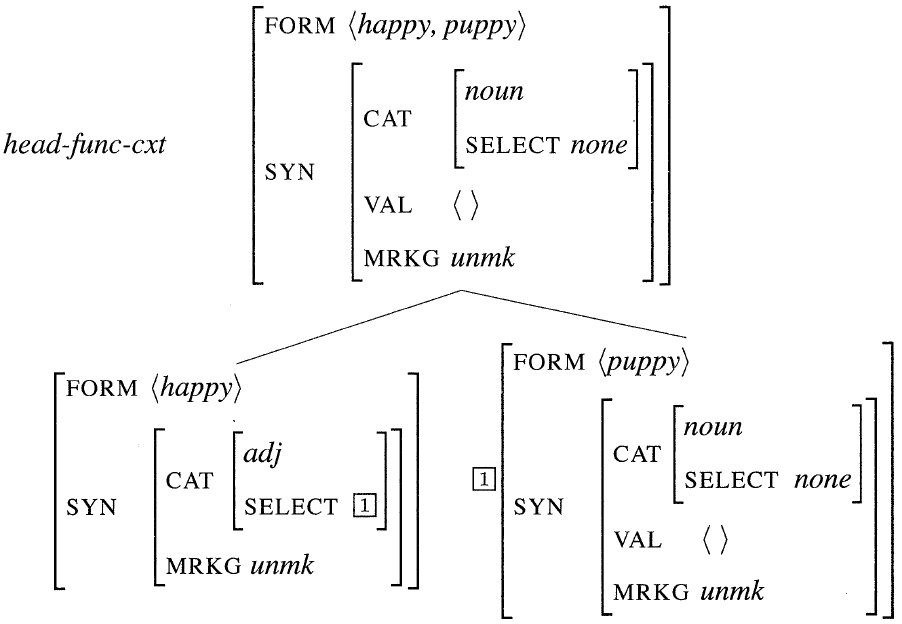 FORM ⟨happy, puppy⟩
noun
CAT
SELECT none
head-func-cxt
SYN
VAL ⟨ ⟩
MRKG unmk
FORM ⟨happy⟩
adj
CAT
SELECT 1
SYN
MRKG unmk
1
FORM ⟨puppy⟩
noun
CAT
SELECT none
SYN
VAL ⟨ ⟩
MRKG unmk